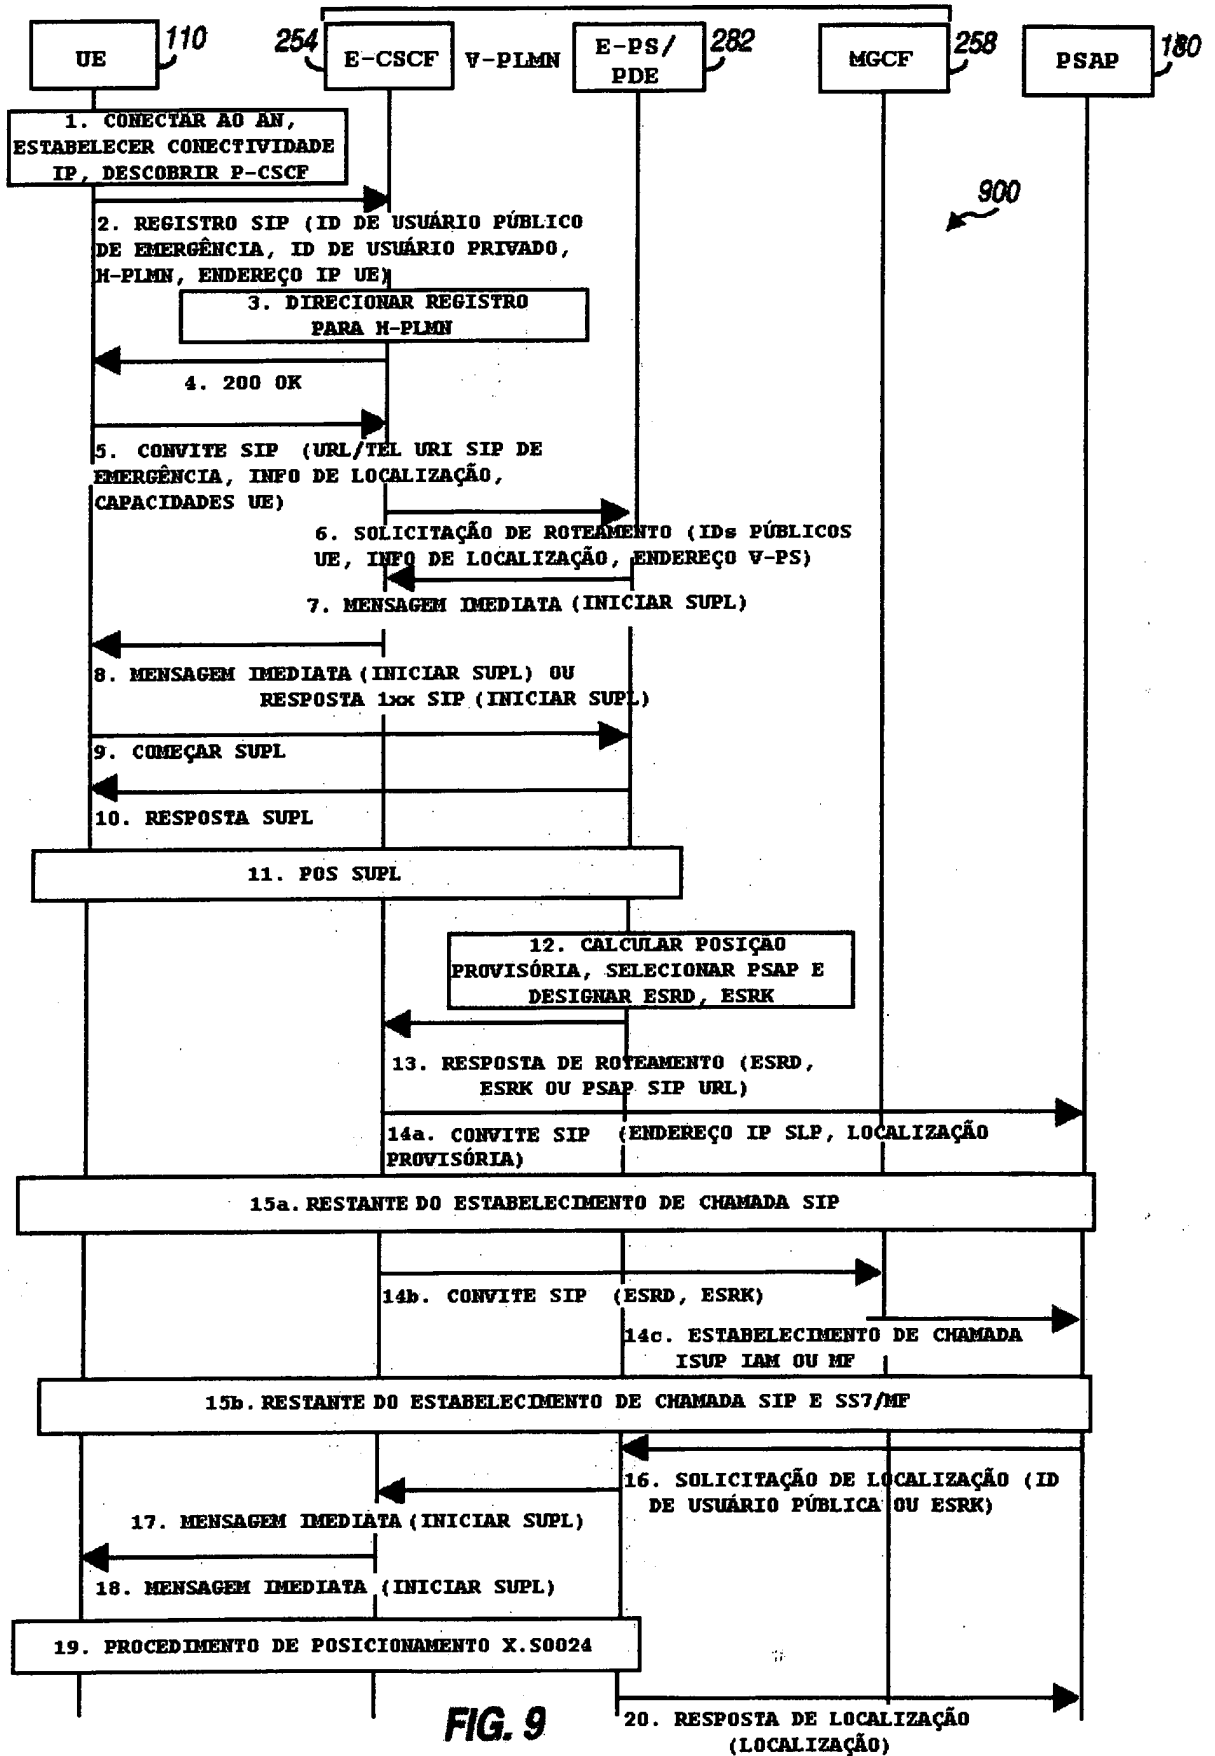 UE
110
254
E-CSCF
V-PLMN
E-PS/
PDE
282
MGCF
258
PSAP
180
900
1. CONECTAR AO AN,
ESTABELECER CONECTIVIDADE
IP, DESCOBRIR P-CSCF
2. REGISTRO SIP (ID DE USUÁRIO PÚBLICO
DE EMERGÊNCIA, ID DE USUÁRIO PRIVADO,
H-PLMN, ENDEREÇO IP UE)
3. DIRECIONAR REGISTRO
PARA H-PLMN
4. 200 OK
5. CONVITE SIP (URL/TEL URI SIP DE
EMERGÊNCIA, INFO DE LOCALIZAÇÃO,
CAPACIDADES UE)
6. SOLICITAÇÃO DE ROTEAMENTO (IDs PÚBLICOS
UE, INFO DE LOCALIZAÇÃO, ENDEREÇO V-PS)
7. MENSAGEM IMEDIATA (INICIAR SUPL)
8. MENSAGEM IMEDIATA (INICIAR SUPL) OU
RESPOSTA 1xx SIP (INICIAR SUPL)
9. COMEÇAR SUPL
10. RESPOSTA SUPL
11. POS SUPL
12. CALCULAR POSIÇAO
PROVISÓRIA, SELECIONAR PSAP E
DESIGNAR ESRD, ESRK
13. RESPOSTA DE ROTEAMENTO (ESRD,
ESRK OU PSAP SIP URL)
14a. CONVITE SIP (ENDEREÇO IP SLP, LOCALIZAÇÃO
PROVISÓRIA)
15a. RESTANTE DO ESTABELECIMENTO DE CHAMADA SIP
14b. CONVITE SIP (ESRD, ESRK)
14c. ESTABELECIMENTO DE CHAMADA
ISUP IAM OU MF
15b. RESTANTE DO ESTABELECIMENTO DE CHAMADA SIP E SS7/MF
16. SOLICITAÇÃO DE LOCALIZAÇÃO (ID
DE USUÁRIO PÚBLICA OU ESRK)
17. MENSAGEM IMEDIATA (INICIAR SUPL)
18. MENSAGEM IMEDIATA (INICIAR SUPL)
19. PROCEDIMENTO DE POSICIONAMENTO X.S0024
20. RESPOSTA DE LOCALIZAÇÃO
(LOCALIZAÇÃO)
FIG. 9